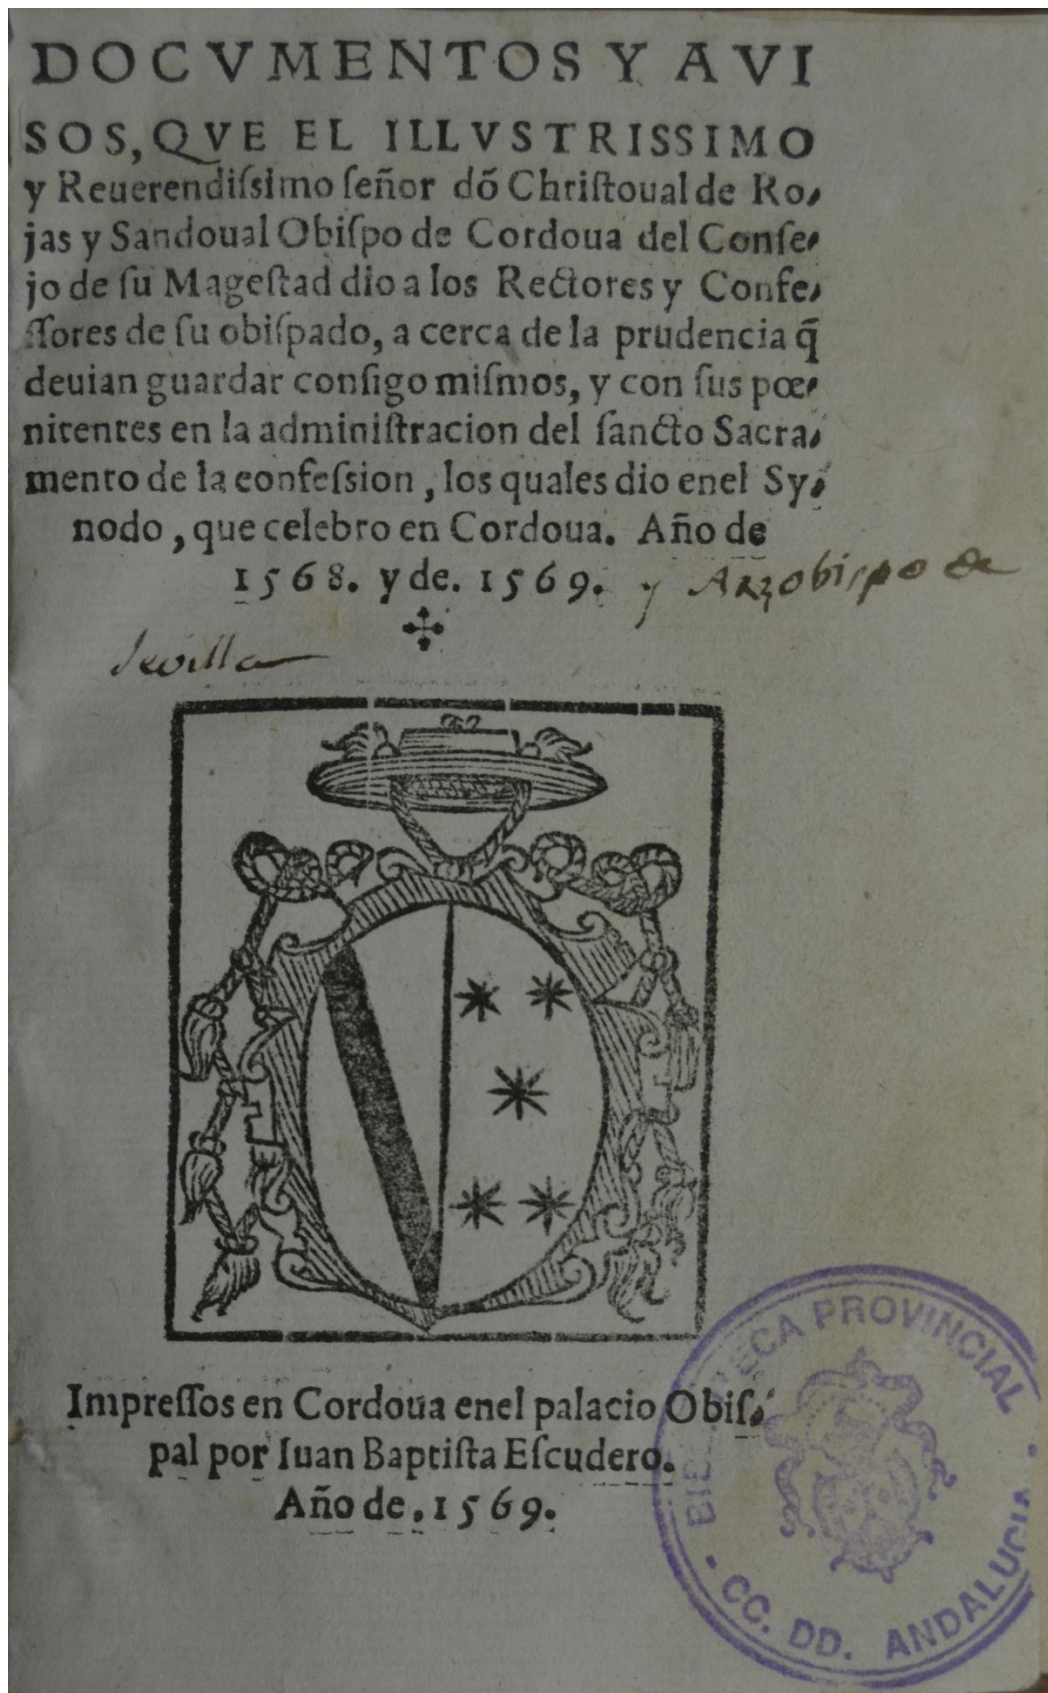 DOCVMENTOS Y AVI
SOS, QVE EL ILLVSTRISSIMO
y Reuerendiſsimo ſeñor dõ Chriſtoual de Ro-
jas y Sandoual Obiſpo de Cordoua del Conſe-
jo de ſu Mageſtad dio a los Rectores y Confe-
ſſores de ſu obiſpado, a cerca de la prudencia q̃
deuian guardar conſigo miſmos, y con ſus pœ-
nitentes en la adminiſtracion del ſancto Sacra-
mento de la confeſsion, los quales dio enel Sy-
nodo, que celebro en Cordoua. Año de
1568. y de. 1569. y Arzobispo de
Sevilla
Impreſſos en Cordoua enel palacio Obiſ-
pal por Iuan Baptiſta Eſcudero.
Año de. 1569.
BIBLIOTECA PROVINCIAL
CC. DD. ANDALUCIA